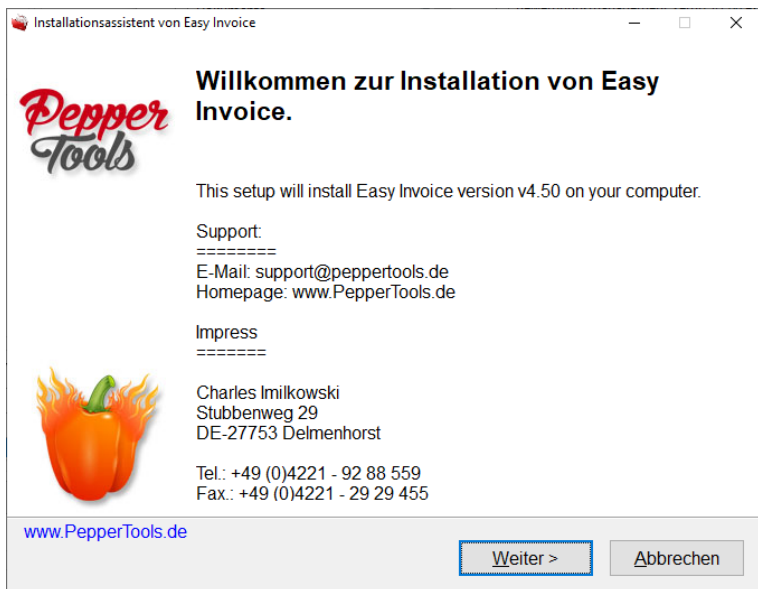 Installationsassistent von Easy Invoice
Pepper
Tools
Willkommen zur Installation von Easy
Invoice.
This setup will install Easy Invoice version v4.50 on your computer.
Support:
========
E-Mail: support@peppertools.de
Homepage: www.PepperTools.de
Impress
=======
Charles Imilkowski
Stubbenweg 29
DE-27753 Delmenhorst
Tel.: +49 (0)4221 - 92 88 559
Fax.: +49 (0)4221 - 29 29 455
www.PepperTools.de
Weiter >
Abbrechen